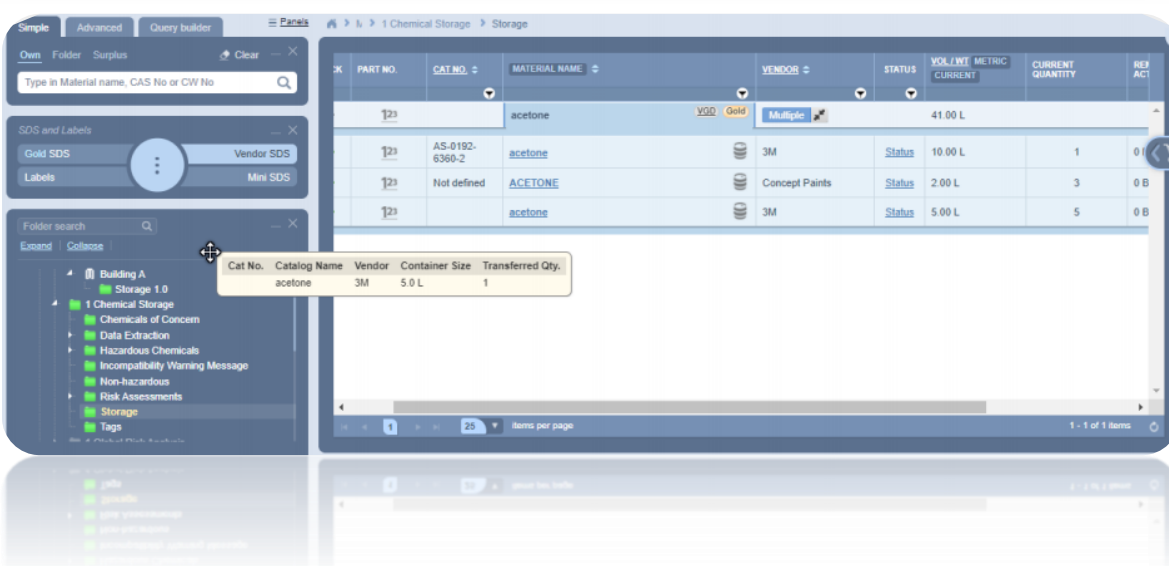 Simple Advanced Query builder Panels
1 Chemical Storage Storage
Own Folder Surplus Clear
Type in Material name, CAS No or CW No
SDS and Labels
Gold SDS Vendor SDS
Labels Mini SDS
Folder search
Expand Collapse
Building A
Storage 1.0
1 Chemical Storage
Chemicals of Concern
Data Extraction
Hazardous Chemicals
Incompatibility Warning Message
Non-hazardous
Risk Assessments
Storage
Tags
PART NO. CAT NO. MATERIAL NAME VENDOR STATUS VOL / WT METRIC CURRENT CURRENT QUANTITY
123 acetone VGD Gold Multiple 41.00 L
123 AS-0192-6360-2 acetone 3M Status 10.00 L 1
123 Not defined ACETONE Concept Paints Status 2.00 L 3 0 B
123 acetone 3M Status 5.00 L 5 0 B
Cat No. Catalog Name Vendor Container Size Transferred Qty.
acetone 3M 5.0 L 1
1 25 items per page 1 - 1 of 1 items